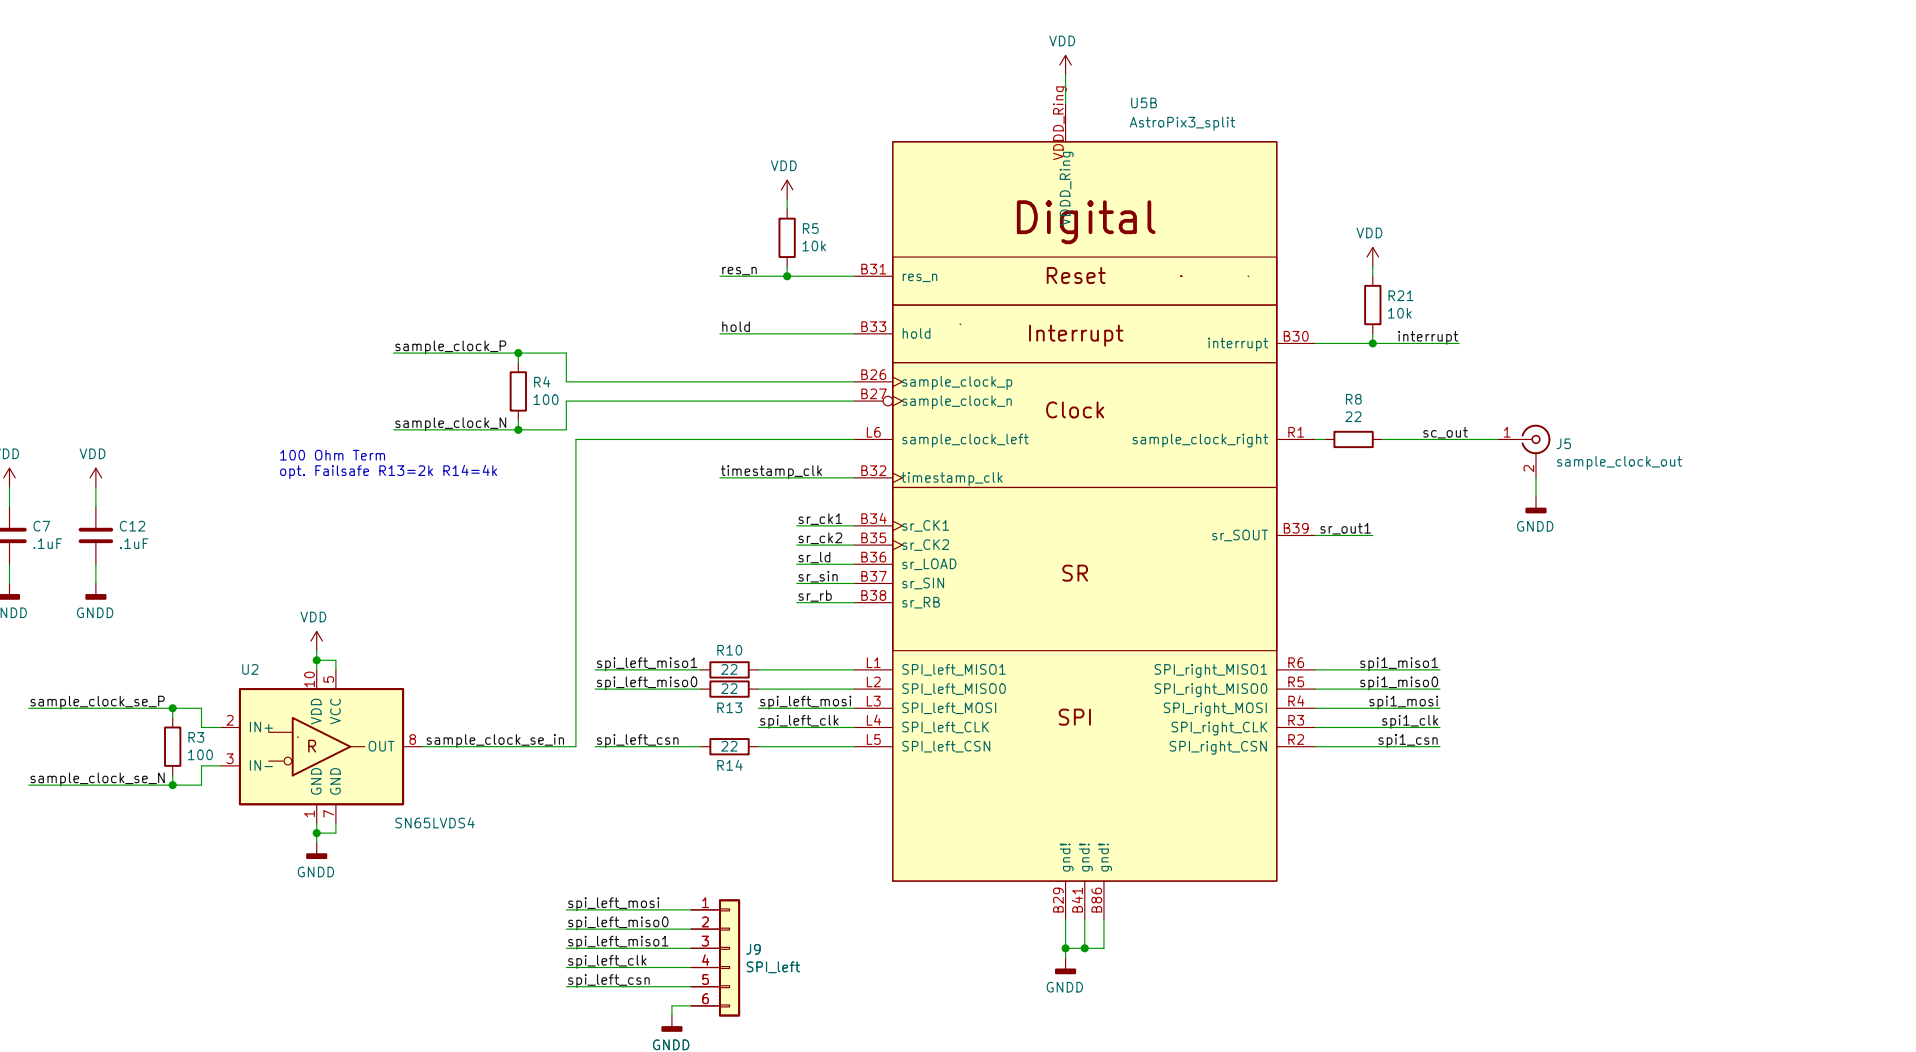 VDD
VDDD_Ring
U5B
AstroPix3_split
VDDD_Ring
Digital
VDD
R5
10k
res_n
B31
res_n
Reset
VDD
R21
10k
hold
B33
hold
Interrupt
interrupt
B30
interrupt
sample_clock_P
R4
100
sample_clock_N
B26
sample_clock_p
B27
sample_clock_n
Clock
L6
sample_clock_left
sample_clock_right
R1
R8
22
sc_out
1
2
J5
sample_clock_out
GNDD
100 Ohm Term
opt. Failsafe R13=2k R14=4k
timestamp_clk
B32
timestamp_clk
VDD
C7
.1uF
GNDD
VDD
C12
.1uF
GNDD
sr_ck1
B34
sr_CK1
sr_ck2
B35
sr_CK2
sr_ld
B36
sr_LOAD
sr_sin
B37
sr_SIN
sr_rb
B38
sr_RB
SR
sr_SOUT
B39
sr_out1
VDD
U2
10
5
VDD
VCC
sample_clock_se_P
2
IN+
R3
100
sample_clock_se_N
3
IN-
R
OUT
8
sample_clock_se_in
GND
GND
1
7
SN65LVDS4
GNDD
R10
spi_left_miso1
22
L1
SPI_left_MISO1
spi_left_miso0
22
L2
SPI_left_MISO0
R13
spi_left_mosi
L3
SPI_left_MOSI
spi_left_clk
L4
SPI_left_CLK
spi_left_csn
22
L5
SPI_left_CSN
R14
SPI
SPI_right_MISO1
R6
spi1_miso1
SPI_right_MISO0
R5
spi1_miso0
SPI_right_MOSI
R4
spi1_mosi
SPI_right_CLK
R3
spi1_clk
SPI_right_CSN
R2
spi1_csn
gnd!
gnd!
gnd!
B29
B41
B86
GNDD
spi_left_mosi
1
spi_left_miso0
2
spi_left_miso1
3
spi_left_clk
4
spi_left_csn
5
6
J9
SPI_left
GNDD